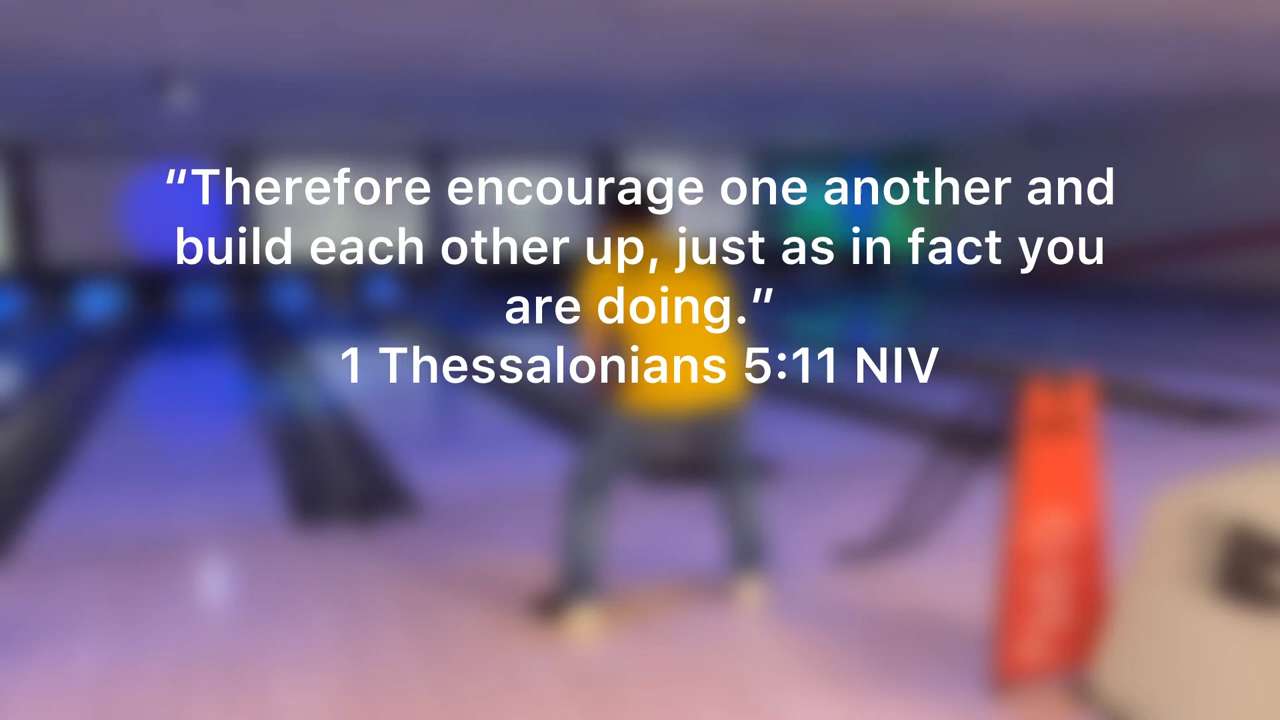 “Therefore encourage one another and
build each other up, just as in fact you
are doing.”
1 Thessalonians 5:11 NIV